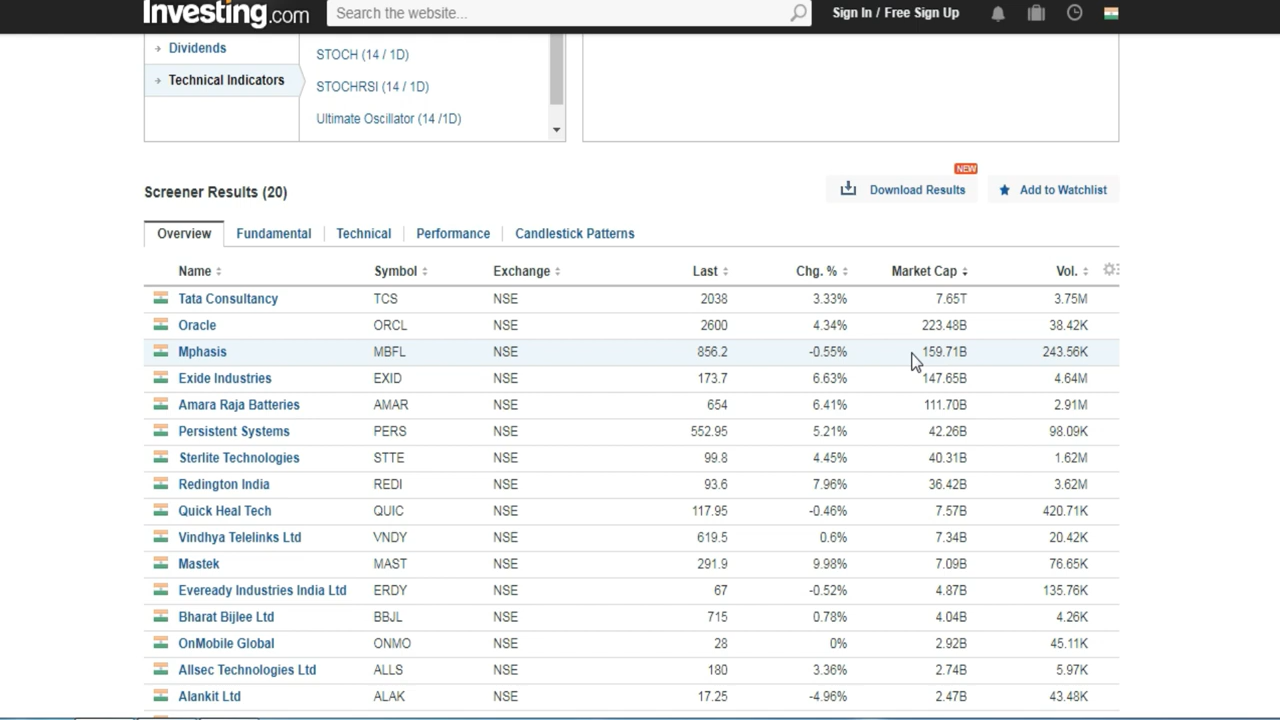 Investing.com Search the website... Sign In / Free Sign Up
Dividends
Technical Indicators
STOCH (14 / 1D)
STOCHRSI (14 / 1D)
Ultimate Oscillator (14 /1D)
Screener Results (20)
NEW
Download Results Add to Watchlist
Overview Fundamental Technical Performance Candlestick Patterns
Name Symbol Exchange Last Chg. % Market Cap Vol.
Tata Consultancy TCS NSE 2038 3.33% 7.65T 3.75M
Oracle ORCL NSE 2600 4.34% 223.48B 38.42K
Mphasis MBFL NSE 856.2 -0.55% 159.71B 243.56K
Exide Industries EXID NSE 173.7 6.63% 147.65B 4.64M
Amara Raja Batteries AMAR NSE 654 6.41% 111.70B 2.91M
Persistent Systems PERS NSE 552.95 5.21% 42.26B 98.09K
Sterlite Technologies STTE NSE 99.8 4.45% 40.31B 1.62M
Redington India REDI NSE 93.6 7.96% 36.42B 3.62M
Quick Heal Tech QUIC NSE 117.95 -0.46% 7.57B 420.71K
Vindhya Telelinks Ltd VNDY NSE 619.5 0.6% 7.34B 20.42K
Mastek MAST NSE 291.9 9.98% 7.09B 76.65K
Eveready Industries India Ltd ERDY NSE 67 -0.52% 4.87B 135.76K
Bharat Bijlee Ltd BBJL NSE 715 0.78% 4.04B 4.26K
OnMobile Global ONMO NSE 28 0% 2.92B 45.11K
Allsec Technologies Ltd ALLS NSE 180 3.36% 2.74B 5.97K
Alankit Ltd ALAK NSE 17.25 -4.96% 2.47B 43.48K